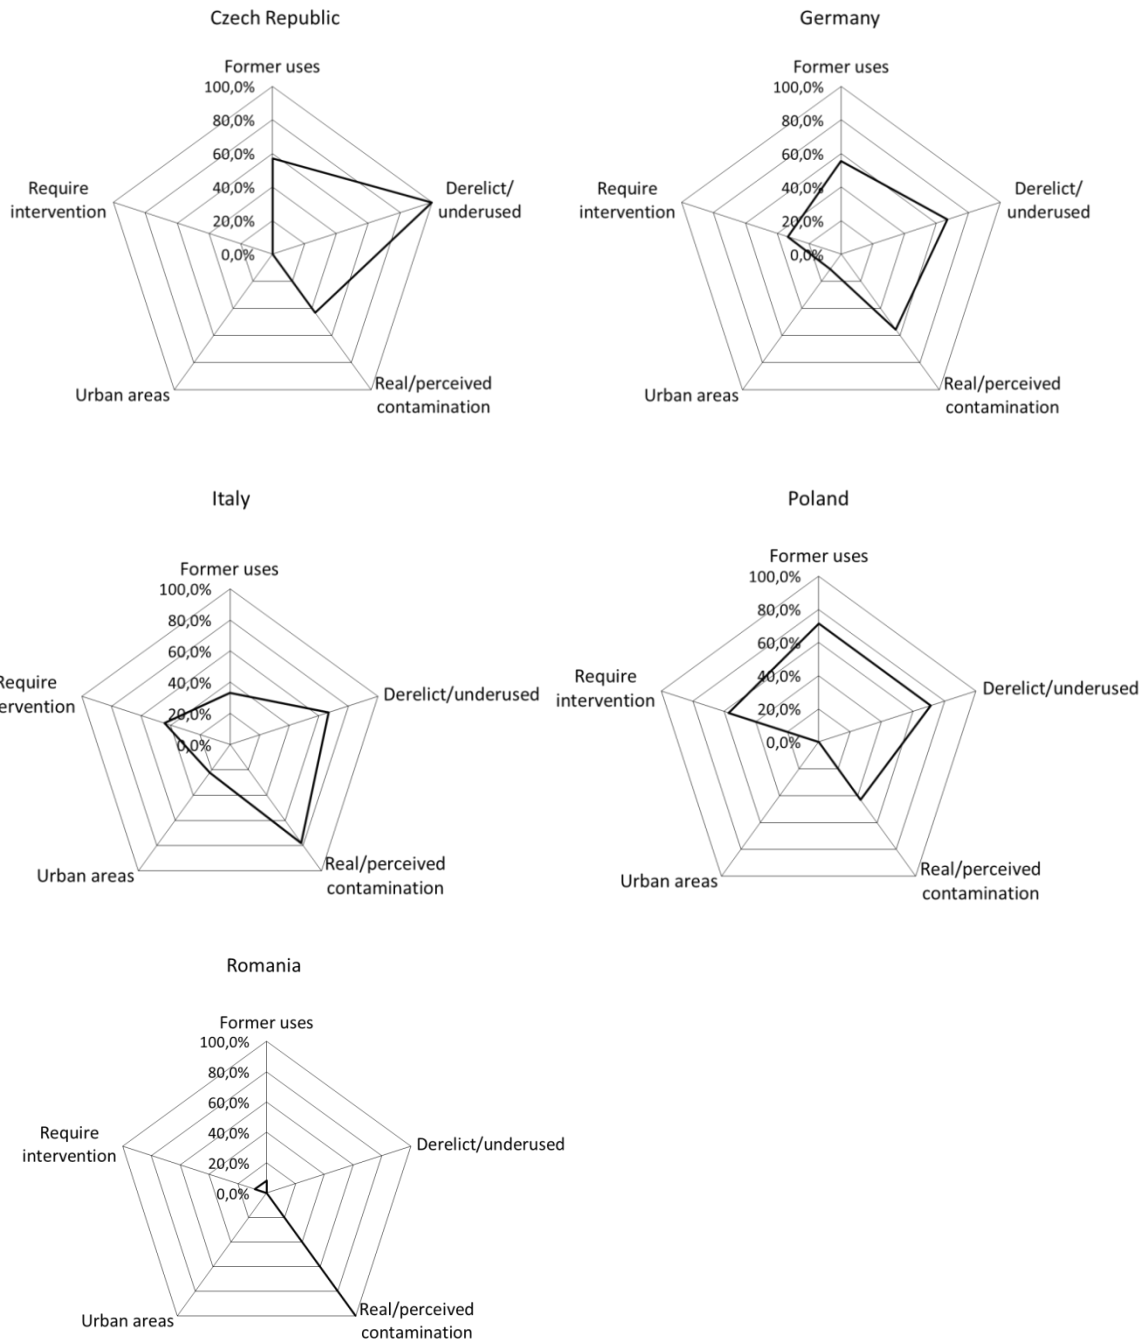 Czech Republic
Former uses
100,0%
80,0%
60,0%
40,0%
20,0%
0,0%
Derelict/
underused
Real/perceived
contamination
Urban areas
Require
intervention
Germany
Former uses
100,0%
80,0%
60,0%
40,0%
20,0%
0,0%
Derelict/
underused
Real/perceived
contamination
Urban areas
Require
intervention
Italy
Former uses
100,0%
80,0%
60,0%
40,0%
20,0%
0,0%
Derelict/underused
Real/perceived
contamination
Urban areas
Require
ervention
Poland
Former uses
100,0%
80,0%
60,0%
40,0%
20,0%
0,0%
Derelict/underused
Real/perceived
contamination
Urban areas
Require
intervention
Romania
Former uses
100,0%
80,0%
60,0%
40,0%
20,0%
0,0%
Derelict/underused
Real/perceived
contamination
Urban areas
Require
intervention